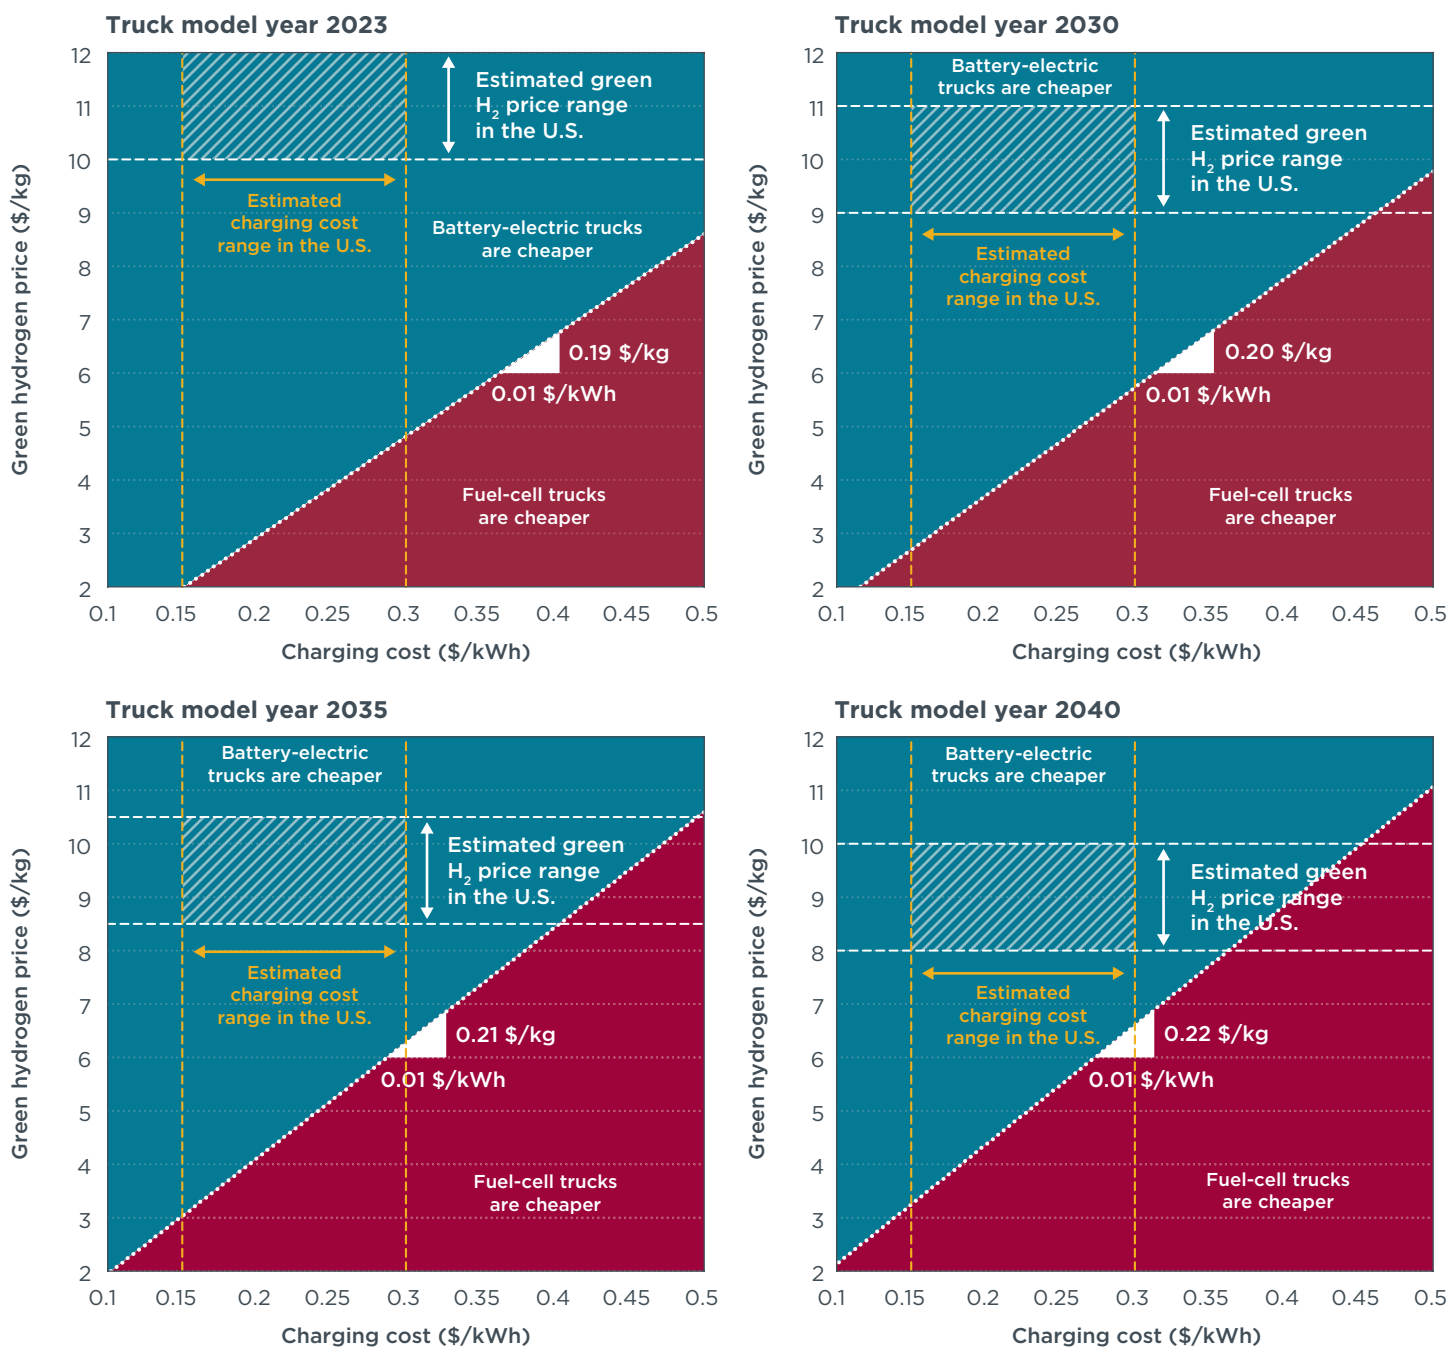 Truck model year 2023
12
11
10
9
8
7
6
5
4
3
2
Green hydrogen price ($/kg)
Estimated green
H₂ price range
in the U.S.
Estimated
charging cost
range in the U.S.
Battery-electric trucks
are cheaper
0.19 $/kg
0.01 $/kWh
Fuel-cell trucks
are cheaper
0.1 0.15 0.2 0.25 0.3 0.35 0.4 0.45 0.5
Charging cost ($/kWh)
Truck model year 2030
12
11
10
9
8
7
6
5
4
3
2
Green hydrogen price ($/kg)
Battery-electric
trucks are cheaper
Estimated green
H₂ price range
in the U.S.
Estimated
charging cost
range in the U.S.
0.20 $/kg
0.01 $/kWh
Fuel-cell trucks
are cheaper
0.1 0.15 0.2 0.25 0.3 0.35 0.4 0.45 0.5
Charging cost ($/kWh)
Truck model year 2035
12
11
10
9
8
7
6
5
4
3
2
Green hydrogen price ($/kg)
Battery-electric
trucks are cheaper
Estimated green
H₂ price range
in the U.S.
Estimated
charging cost
range in the U.S.
0.21 $/kg
0.01 $/kWh
Fuel-cell trucks
are cheaper
0.1 0.15 0.2 0.25 0.3 0.35 0.4 0.45 0.5
Charging cost ($/kWh)
Truck model year 2040
12
11
10
9
8
7
6
5
4
3
2
Green hydrogen price ($/kg)
Battery-electric
trucks are cheaper
Estimated green
H₂ price range
in the U.S.
Estimated
charging cost
range in the U.S.
0.22 $/kg
0.01 $/kWh
Fuel-cell trucks
are cheaper
0.1 0.15 0.2 0.25 0.3 0.35 0.4 0.45 0.5
Charging cost ($/kWh)